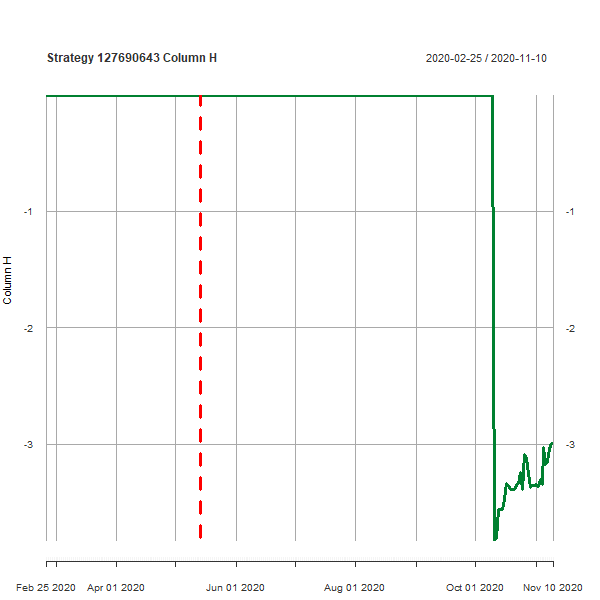 Strategy 127690643 Column H
2020-02-25 / 2020-11-10
-1
-1
-2
-2
-3
-3
Column H
Feb 25 2020
Apr 01 2020
Jun 01 2020
Aug 01 2020
Oct 01 2020
Nov 10 2020